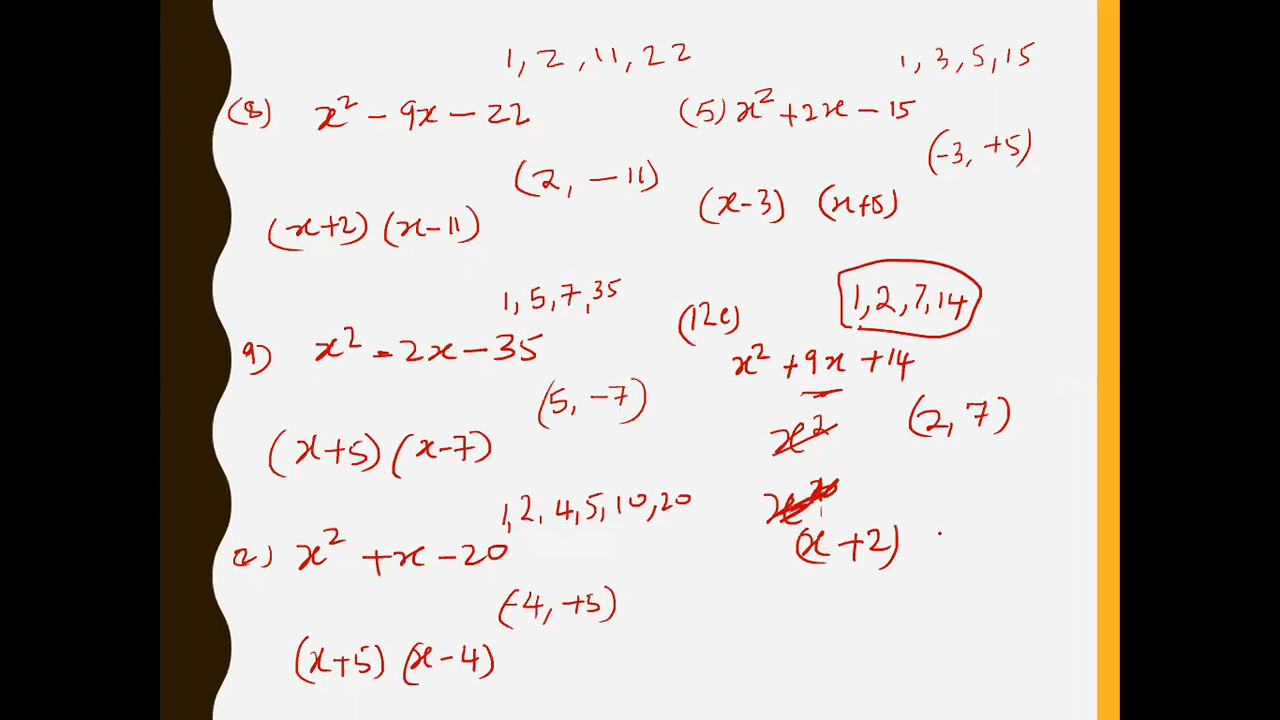 1, 2, 11, 22
(8) x² - 9x - 22
(2, -11)
(x+2) (x-11)
1, 5, 7, 35
9) x² - 2x - 35
(5, -7)
(x+5) (x-7)
1, 2, 4, 5, 10, 20
x² + x - 20
(-4, +5)
(x+5) (x-4)
1, 3, 5, 15
(5) x² + 2x - 15
(-3, +5)
(x-3) (x+5)
1, 2, 7, 14
(12c)
x² + 9x + 14
x²
(2, 7)
(x+2)